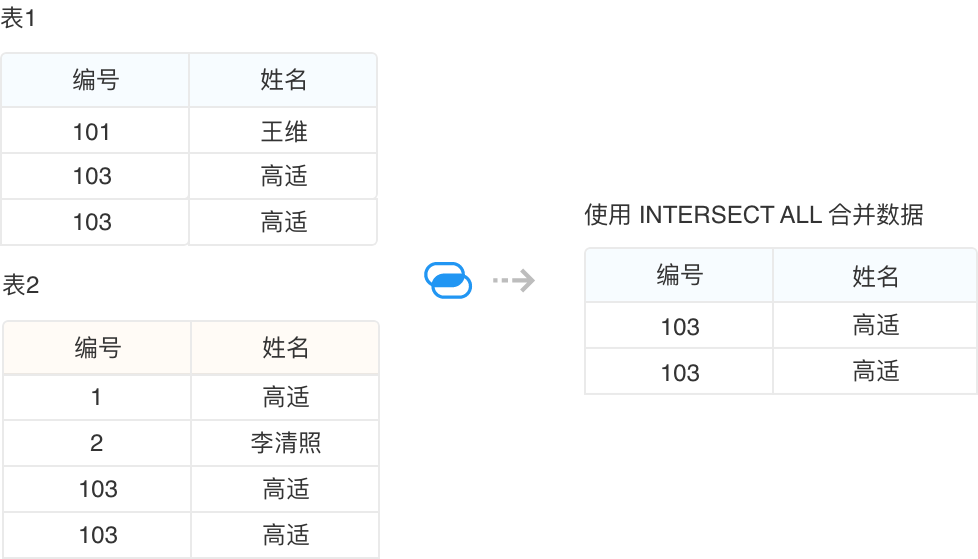 表1
编号 姓名
101 王维
103 高适
103 高适
表2
编号 姓名
1 高适
2 李清照
103 高适
103 高适
使用 INTERSECT ALL 合并数据
编号 姓名
103 高适
103 高适